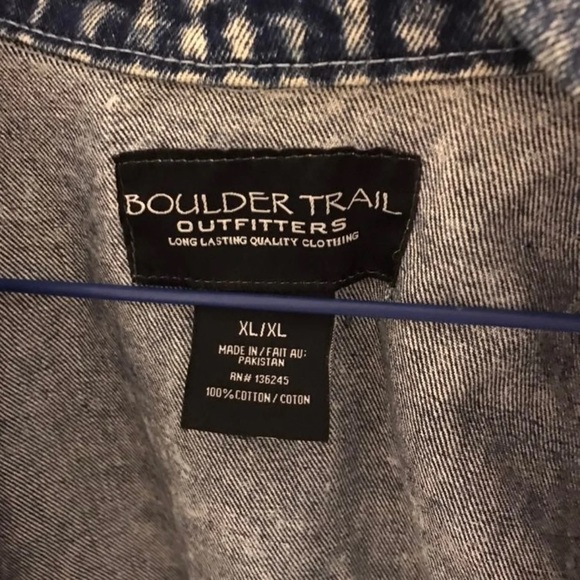 BOULDER TRAIL
OUTFITTERS
LONG LASTING QUALITY CLOTHING
XL/XL
MADE IN/FAIT AU:
PAKISTAN
RN# 136245
100% COTTON/COTON